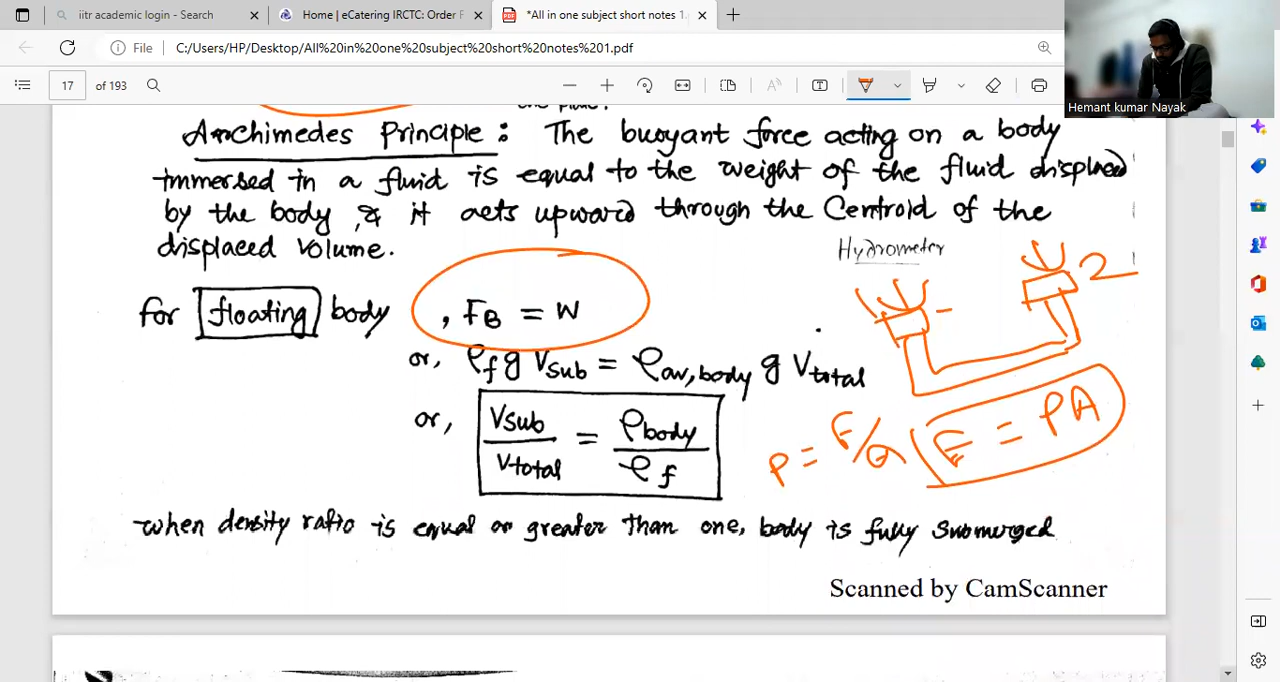 iitr academic login - Search
Home | eCatering IRCTC: Order F
*All in one subject short notes 1.p
File
C:/Users/HP/Desktop/All%20in%20one%20subject%20short%20notes%201.pdf
17 of 193
Hemant kumar Nayak
Archimedes Principle: The buoyant force acting on a body
immersed in a fluid is equal to the weight of the fluid displaced
by the body, & it acts upward through the Centroid of the
displaced volume.
Hydrometer
2
for floating body , FB = W
or, ρf g Vsub = ρav, body g Vtotal
or, Vsub / Vtotal = ρbody / ρf
P = F/A F = PA
when density ratio is equal or greater than one, body is fully submerged
Scanned by CamScanner